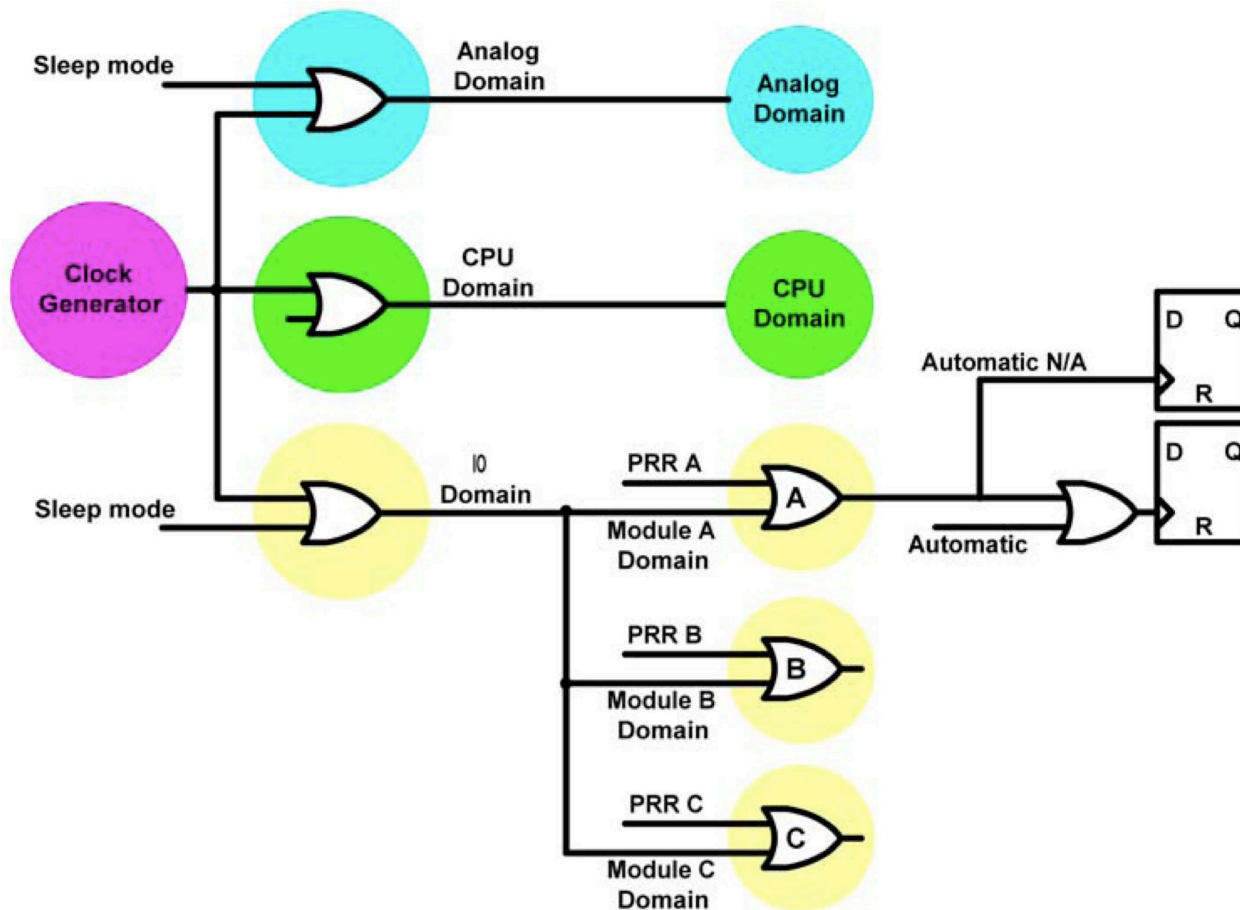 Sleep mode
Analog
Domain
Analog
Domain
Clock
Generator
CPU
Domain
CPU
Domain
D Q
R
Automatic N/A
Sleep mode
IO
Domain
PRR A
A
Module A
Domain
Automatic
D Q
R
PRR B
B
Module B
Domain
PRR C
C
Module C
Domain